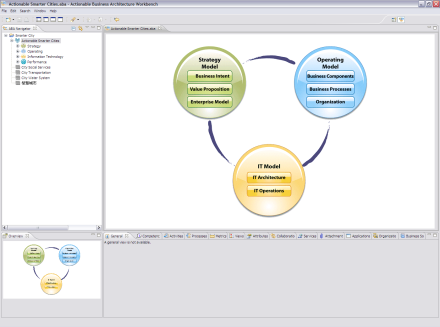 Actionable Smarter Cities.aba - Actionable Business Architecture Workbench
File Edit Search Window Help
ABA Navigator
Smarter City
Actionable Smarter Cities
Strategy
Operating
Information Technology
Performance
City Social Services
City Transportation
City Water System
Actionable Smarter Cities.aba
Strategy
Model
Business Intent
Value Proposition
Enterprise Model
Operating
Model
Business Components
Business Processes
Organization
IT Model
IT Architecture
IT Operations
Overview
General Competency Activities Processes Metrics Views Attributes Collaboratio Services Attachment Applications Organizatio Business Go
A general view is not available.